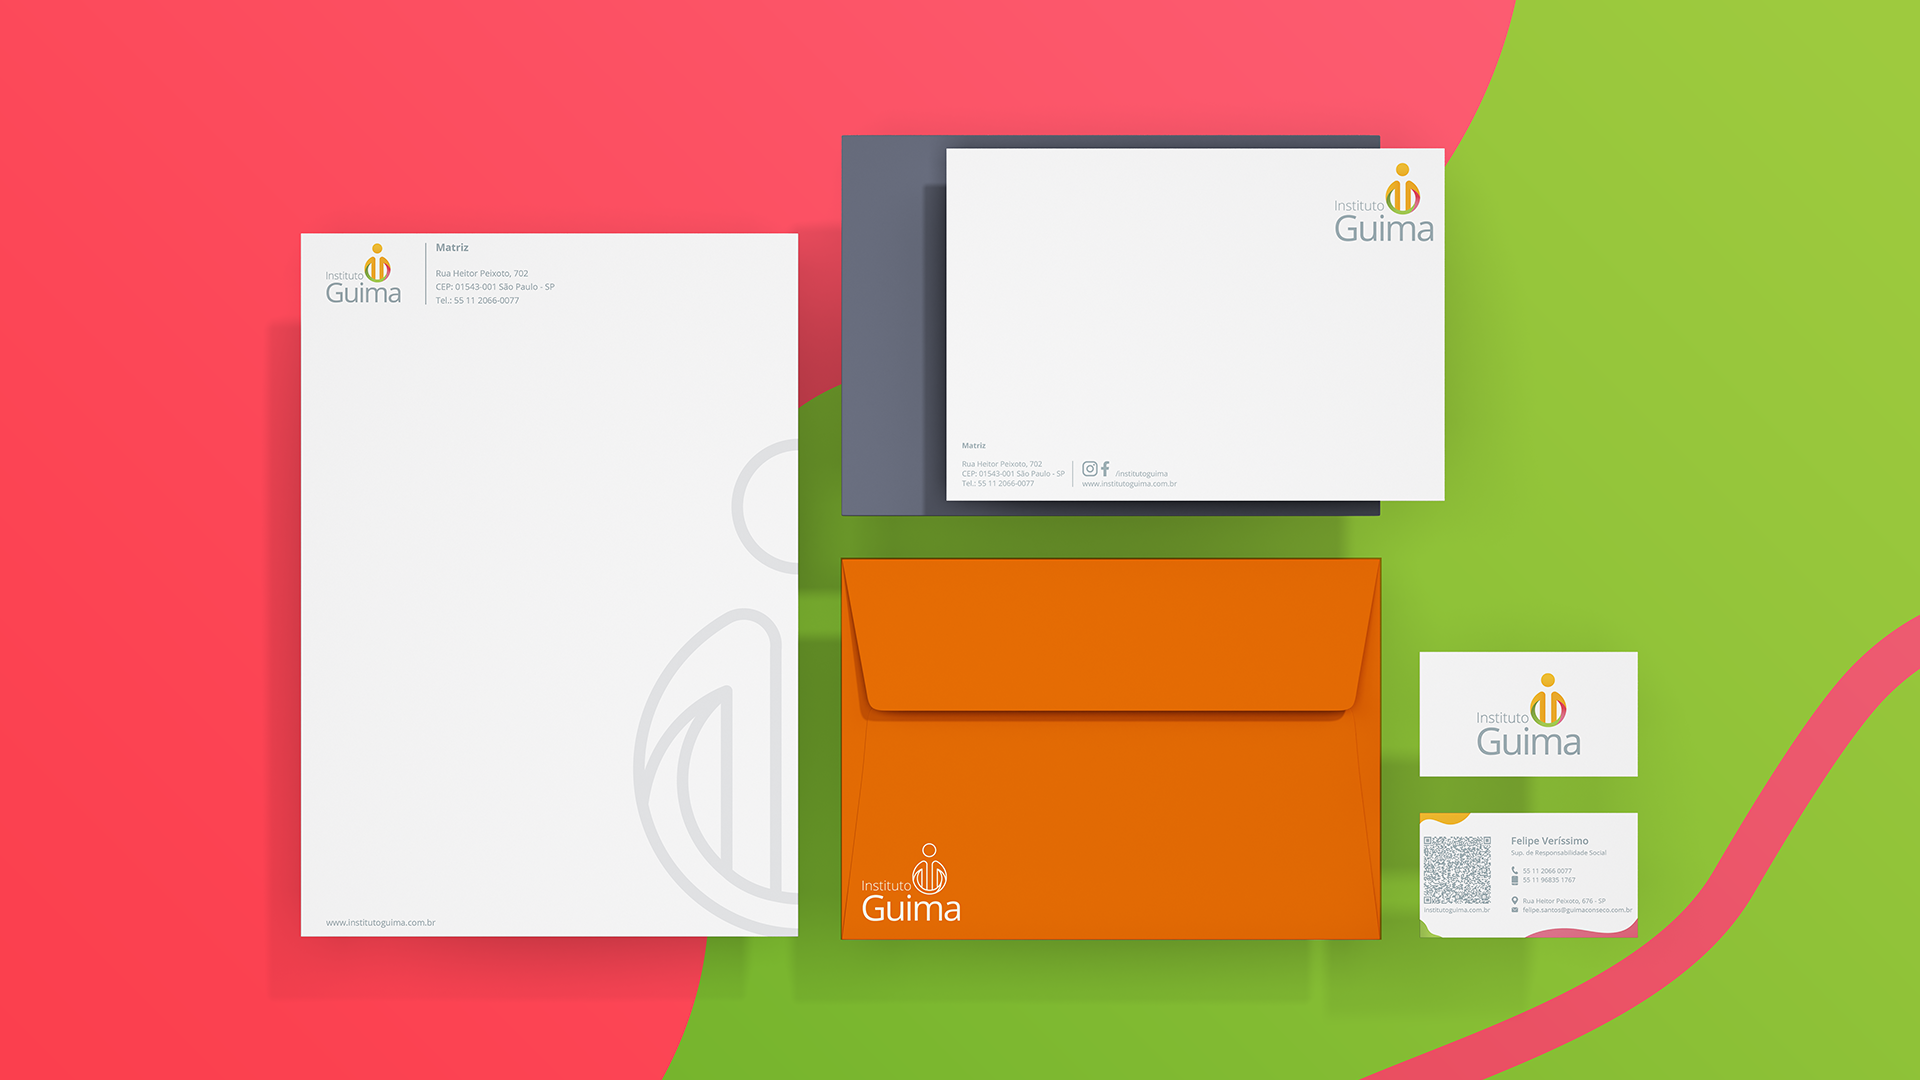 Instituto
Guima
Matriz
Rua Heitor Peixoto, 702
CEP: 01543-001 São Paulo - SP
Tel.: 55 11 2066-0077
www.institutoguima.com.br
Instituto
Guima
Matriz
Rua Heitor Peixoto, 702
CEP: 01543-001 São Paulo - SP
Tel.: 55 11 2066-0077
/institutoguima
www.institutoguima.com.br
Instituto
Guima
Instituto
Guima
Felipe Veríssimo
Sup. de Responsabilidade Social
55 11 2066 0077
55 11 96835 1767
Rua Heitor Peixoto, 676 - SP
felipe.santos@guimaconseco.com.br
institutoguima.com.br